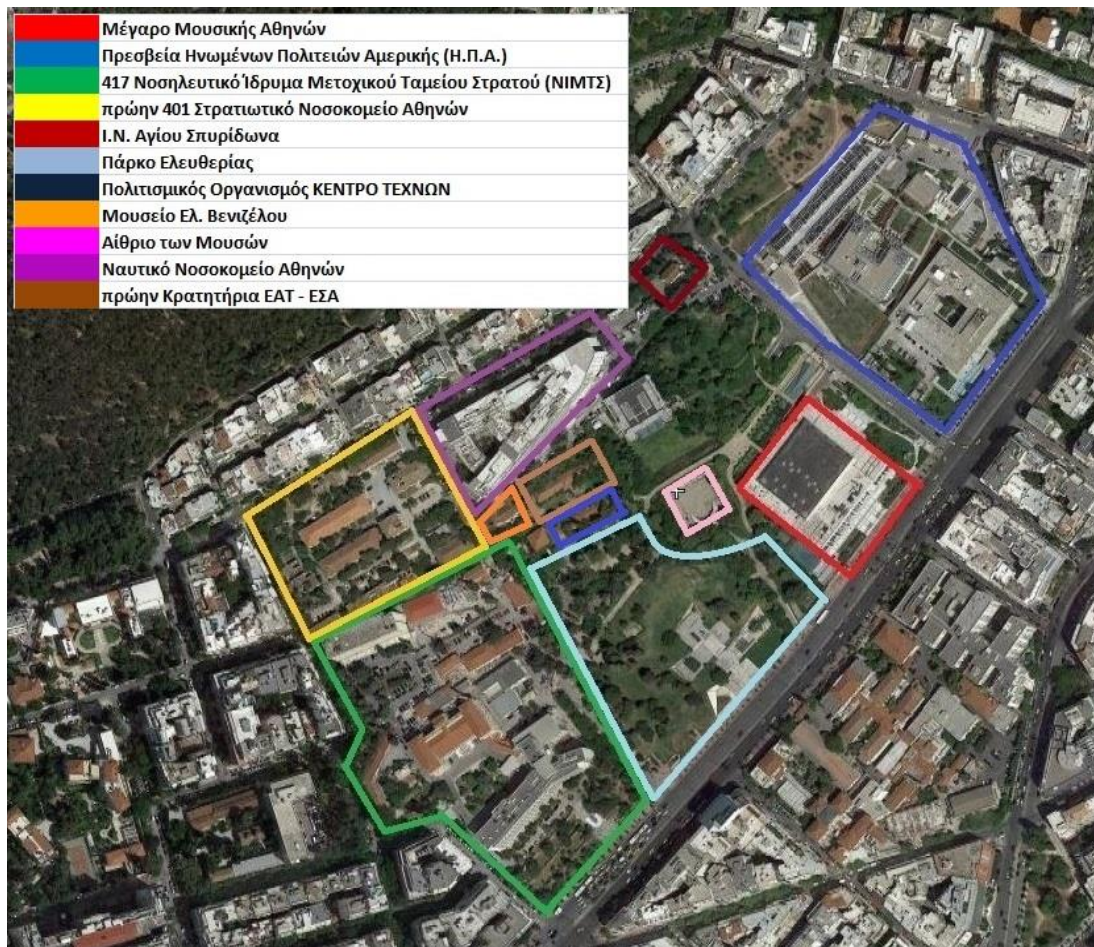 Μέγαρο Μουσικής Αθηνών
Πρεσβεία Ηνωμένων Πολιτειών Αμερικής (Η.Π.Α.)
417 Νοσηλευτικό Ίδρυμα Μετοχικού Ταμείου Στρατού (ΝΙΜΤΣ)
πρώην 401 Στρατιωτικό Νοσοκομείο Αθηνών
Ι.Ν. Αγίου Σπυρίδωνα
Πάρκο Ελευθερίας
Πολιτισμικός Οργανισμός ΚΕΝΤΡΟ ΤΕΧΝΩΝ
Μουσείο Ελ. Βενιζέλου
Αίθριο των Μουσών
Ναυτικό Νοσοκομείο Αθηνών
πρώην Κρατητήρια ΕΑΤ - ΕΣΑ